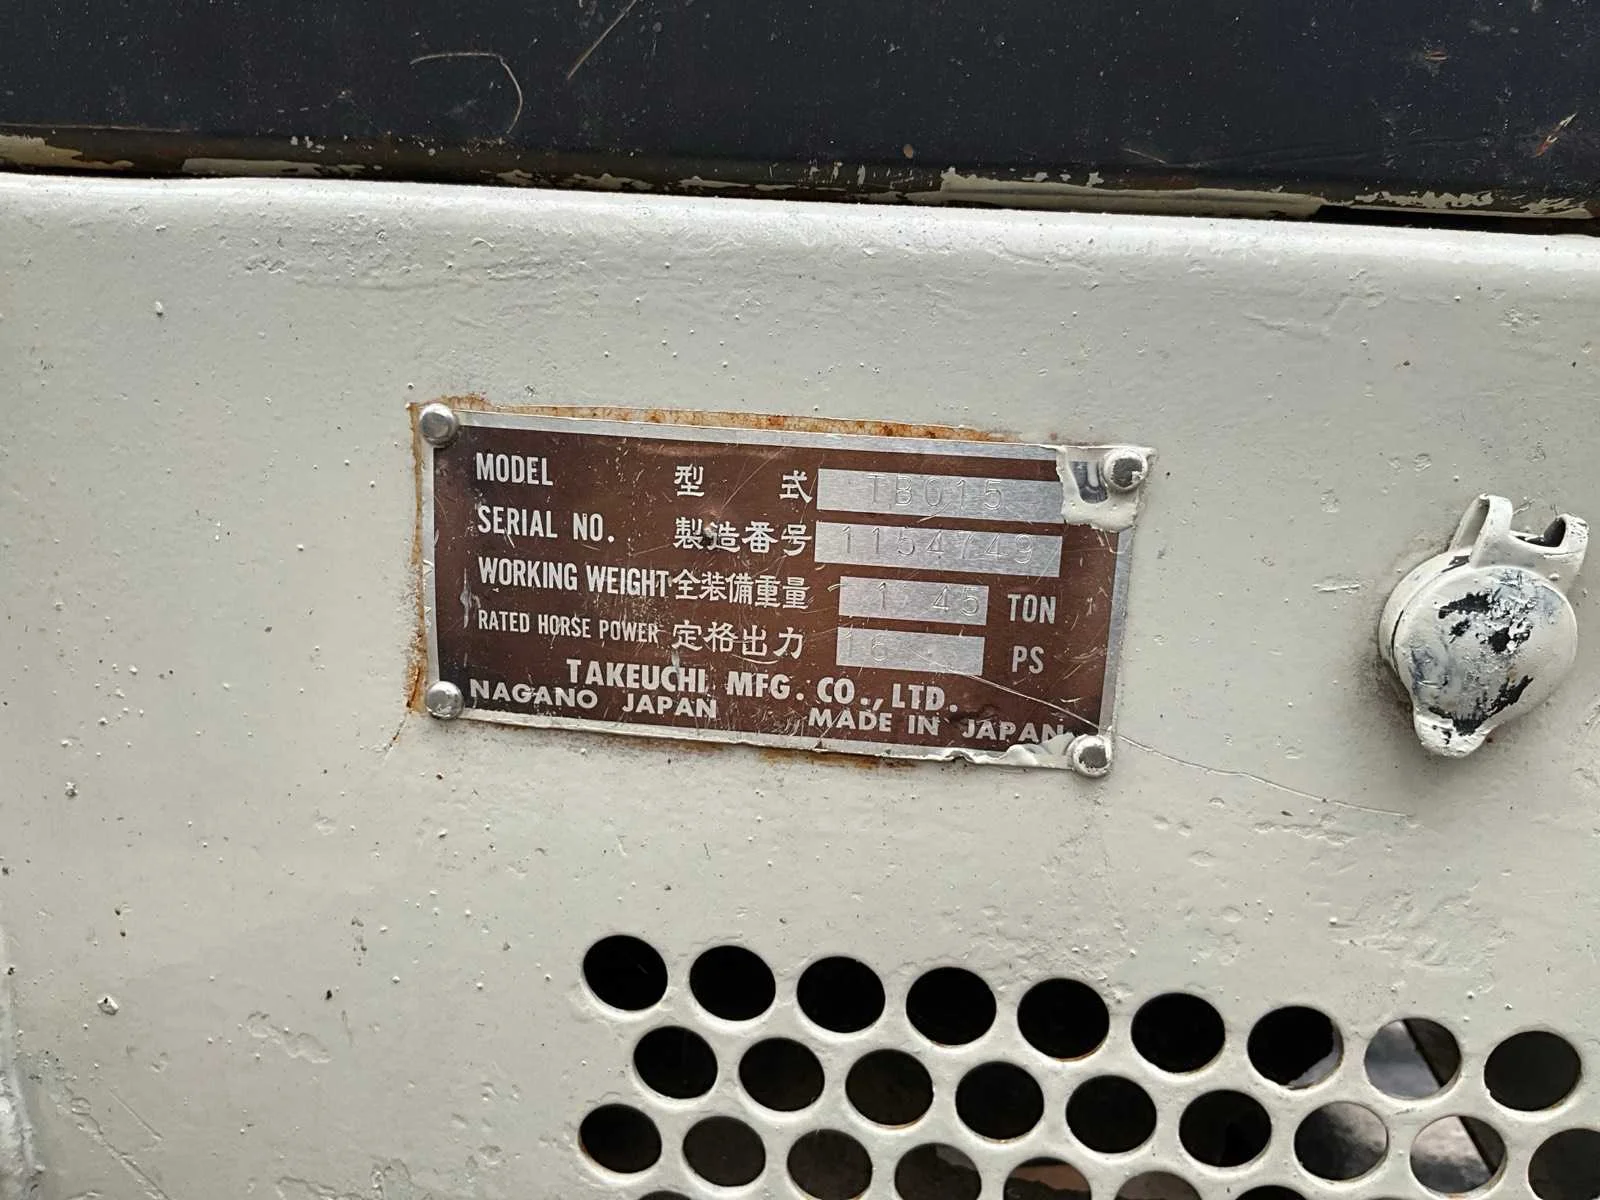 MODEL 型式 TB015
SERIAL NO. 製造番号 1154749
WORKING WEIGHT 全装備重量 1.45 TON
RATED HORSE POWER 定格出力 16 PS
TAKEUCHI MFG. CO., LTD.
NAGANO JAPAN MADE IN JAPAN